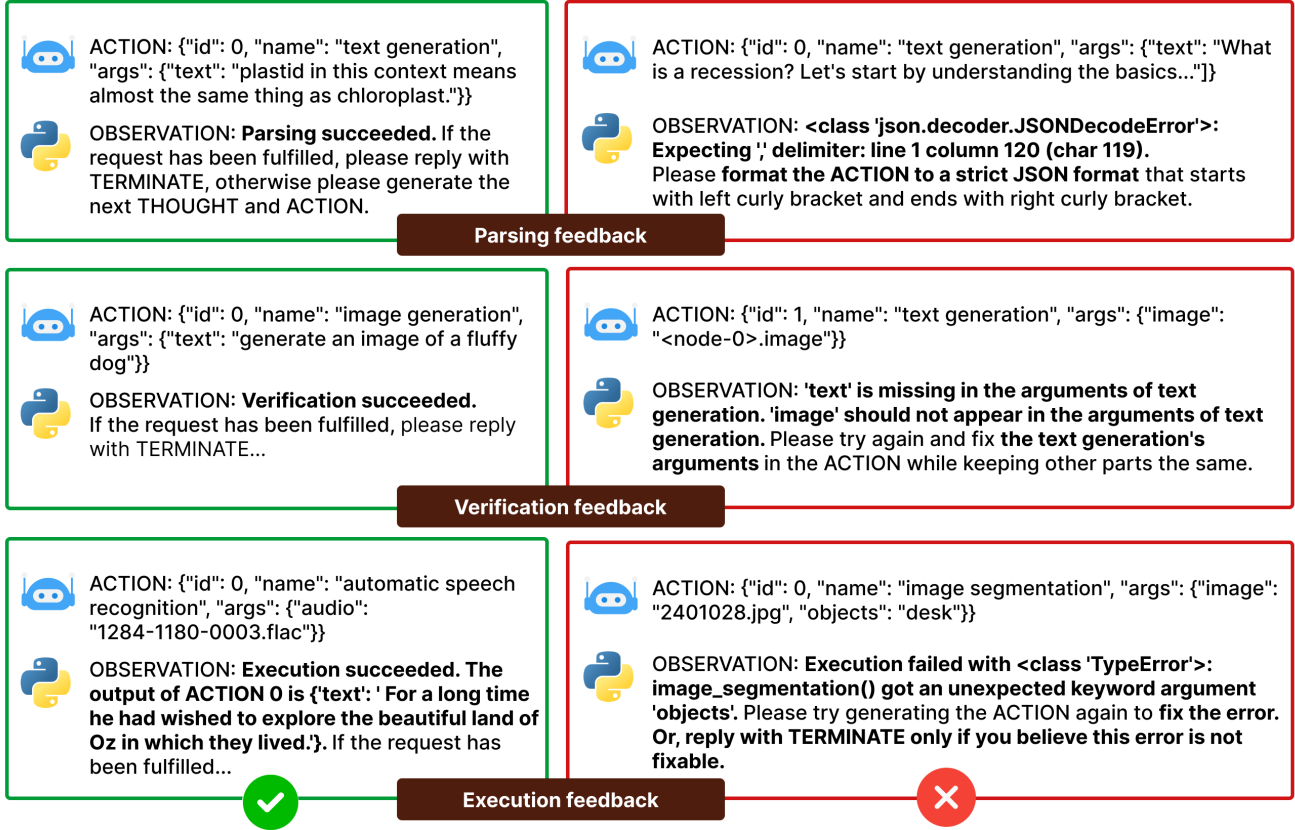 ACTION: {"id": 0, "name": "text generation",
"args": {"text": "plastid in this context means
almost the same thing as chloroplast."}}
OBSERVATION: Parsing succeeded. If the
request has been fulfilled, please reply with
TERMINATE, otherwise please generate the
next THOUGHT and ACTION.
ACTION: {"id": 0, "name": "text generation", "args": {"text": "What
is a recession? Let's start by understanding the basics..."]}
OBSERVATION: <class 'json.decoder.JSONDecodeError'>:
Expecting ',' delimiter: line 1 column 120 (char 119).
Please format the ACTION to a strict JSON format that starts
with left curly bracket and ends with right curly bracket.
Parsing feedback
ACTION: {"id": 0, "name": "image generation",
"args": {"text": "generate an image of a fluffy
dog"}}
OBSERVATION: Verification succeeded.
If the request has been fulfilled, please reply
with TERMINATE...
ACTION: {"id": 1, "name": "text generation", "args": {"image":
"<node-0>.image"}}
OBSERVATION: 'text' is missing in the arguments of text
generation. 'image' should not appear in the arguments of text
generation. Please try again and fix the text generation's
arguments in the ACTION while keeping other parts the same.
Verification feedback
ACTION: {"id": 0, "name": "automatic speech
recognition", "args": {"audio":
"1284-1180-0003.flac"}}
OBSERVATION: Execution succeeded. The
output of ACTION 0 is {'text': ' For a long time
he had wished to explore the beautiful land of
Oz in which they lived.'}. If the request has
been fulfilled...
ACTION: {"id": 0, "name": "image segmentation", "args": {"image":
"2401028.jpg", "objects": "desk"}}
OBSERVATION: Execution failed with <class 'TypeError'>:
image_segmentation() got an unexpected keyword argument
'objects'. Please try generating the ACTION again to fix the error.
Or, reply with TERMINATE only if you believe this error is not
fixable.
Execution feedback